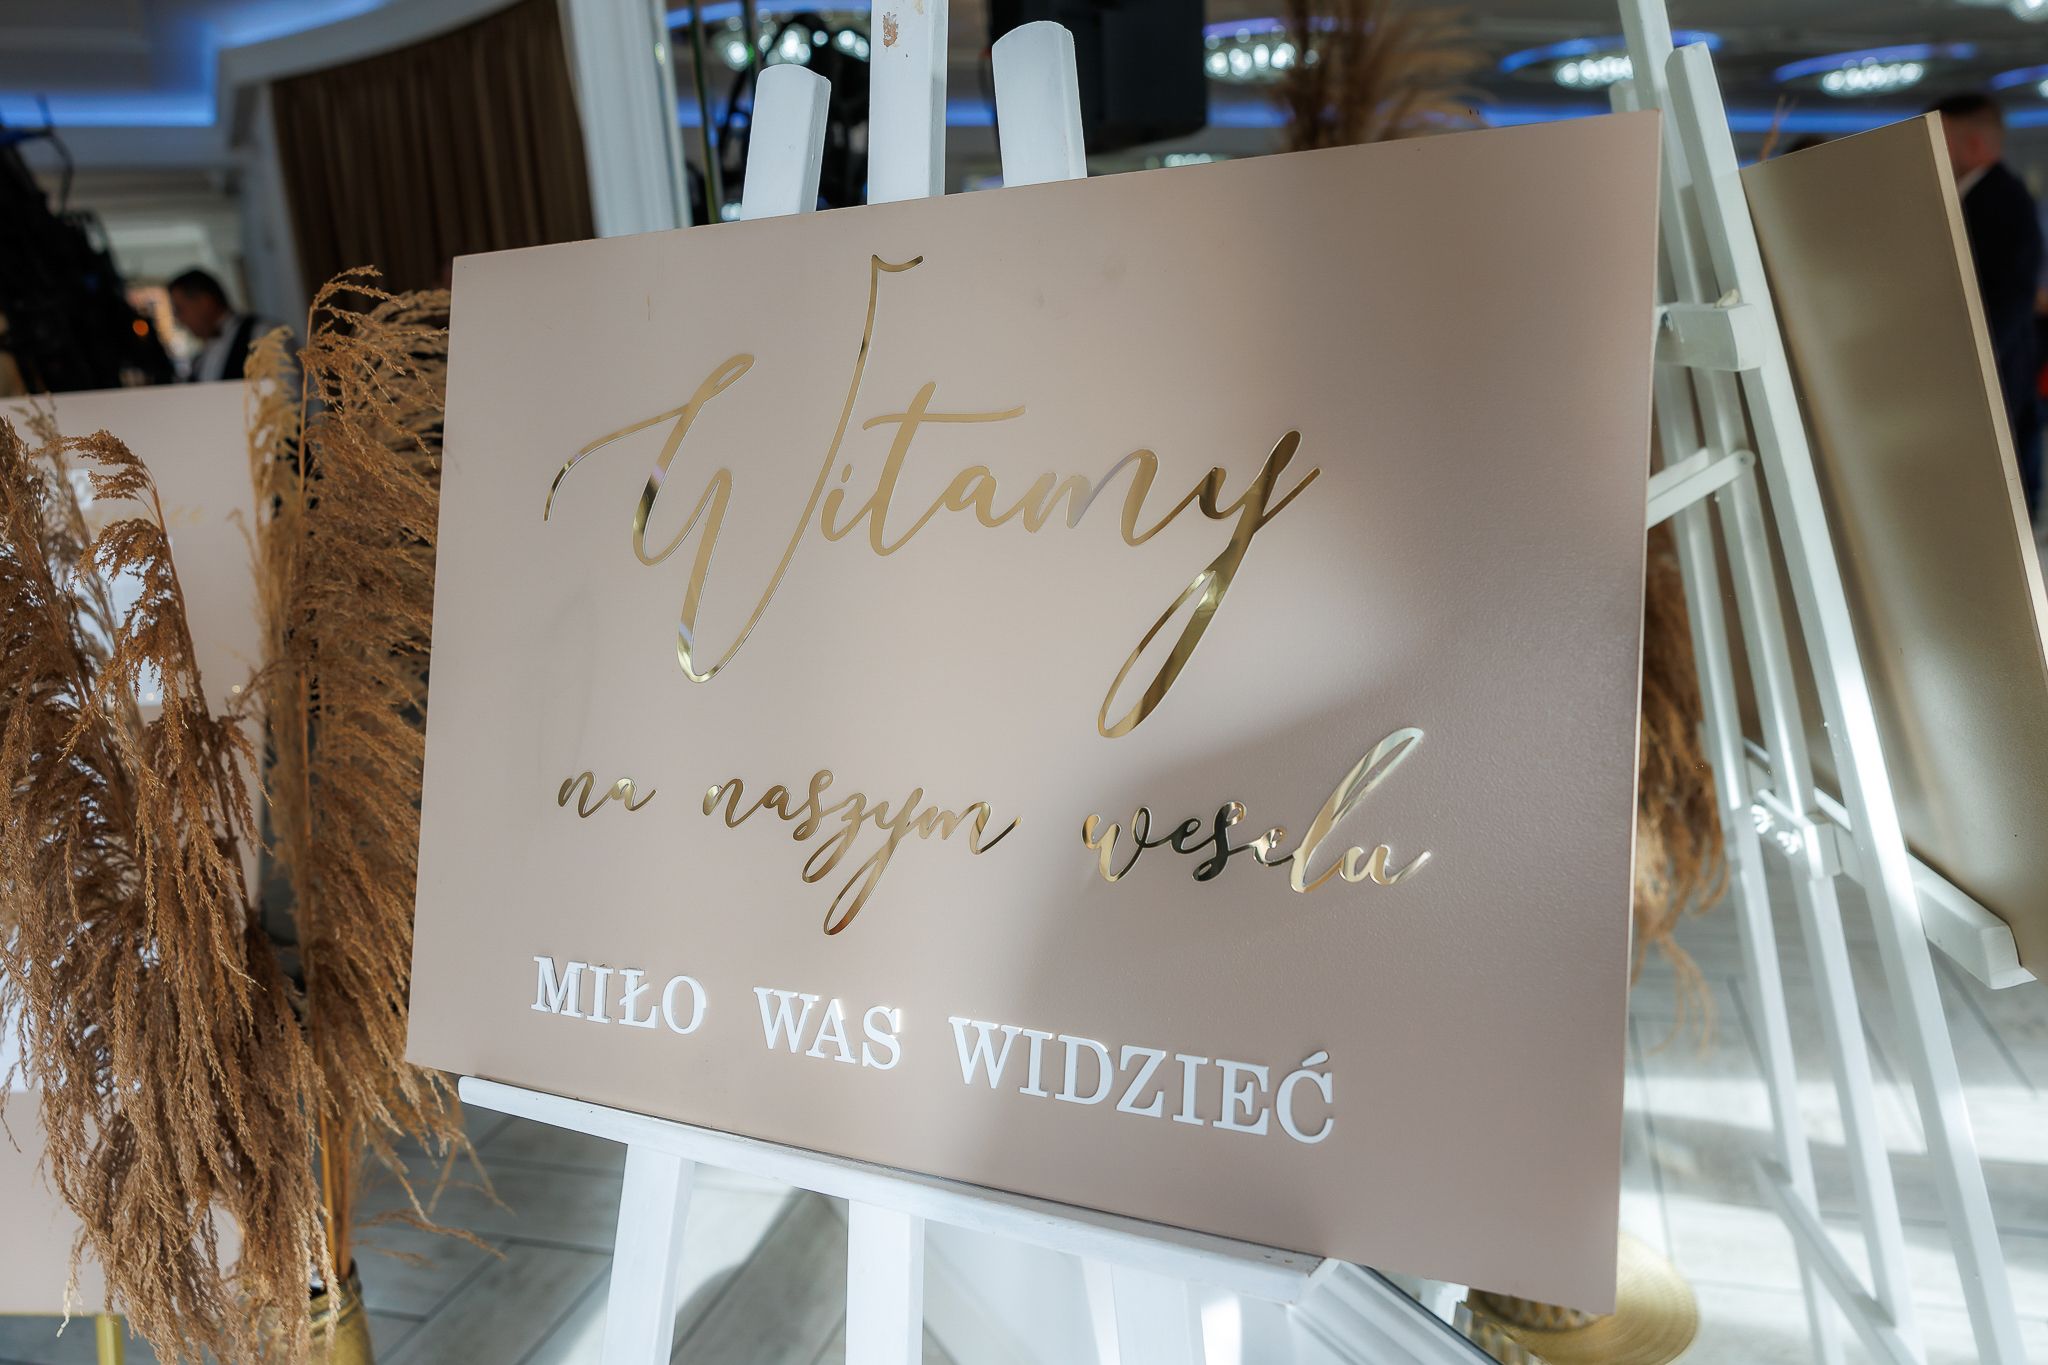 Witamy
na naszym weselu
MIŁO WAS WIDZIEĆ